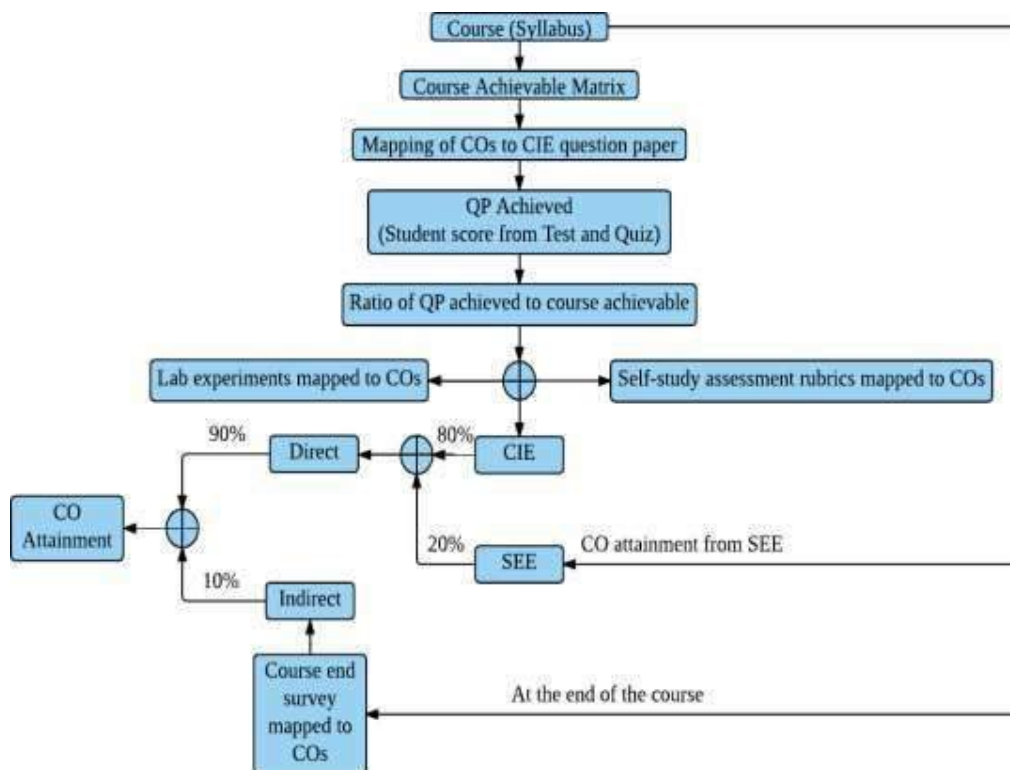 Course (Syllabus)
Course Achievable Matrix
Mapping of COs to CIE question paper
QP Achieved
(Student score from Test and Quiz)
Ratio of QP achieved to course achievable
Lab experiments mapped to COs
Self-study assessment rubrics mapped to COs
90%
Direct
80%
CIE
CO
Attainment
20%
SEE
CO attainment from SEE
10%
Indirect
Course end
survey
mapped to
COs
At the end of the course